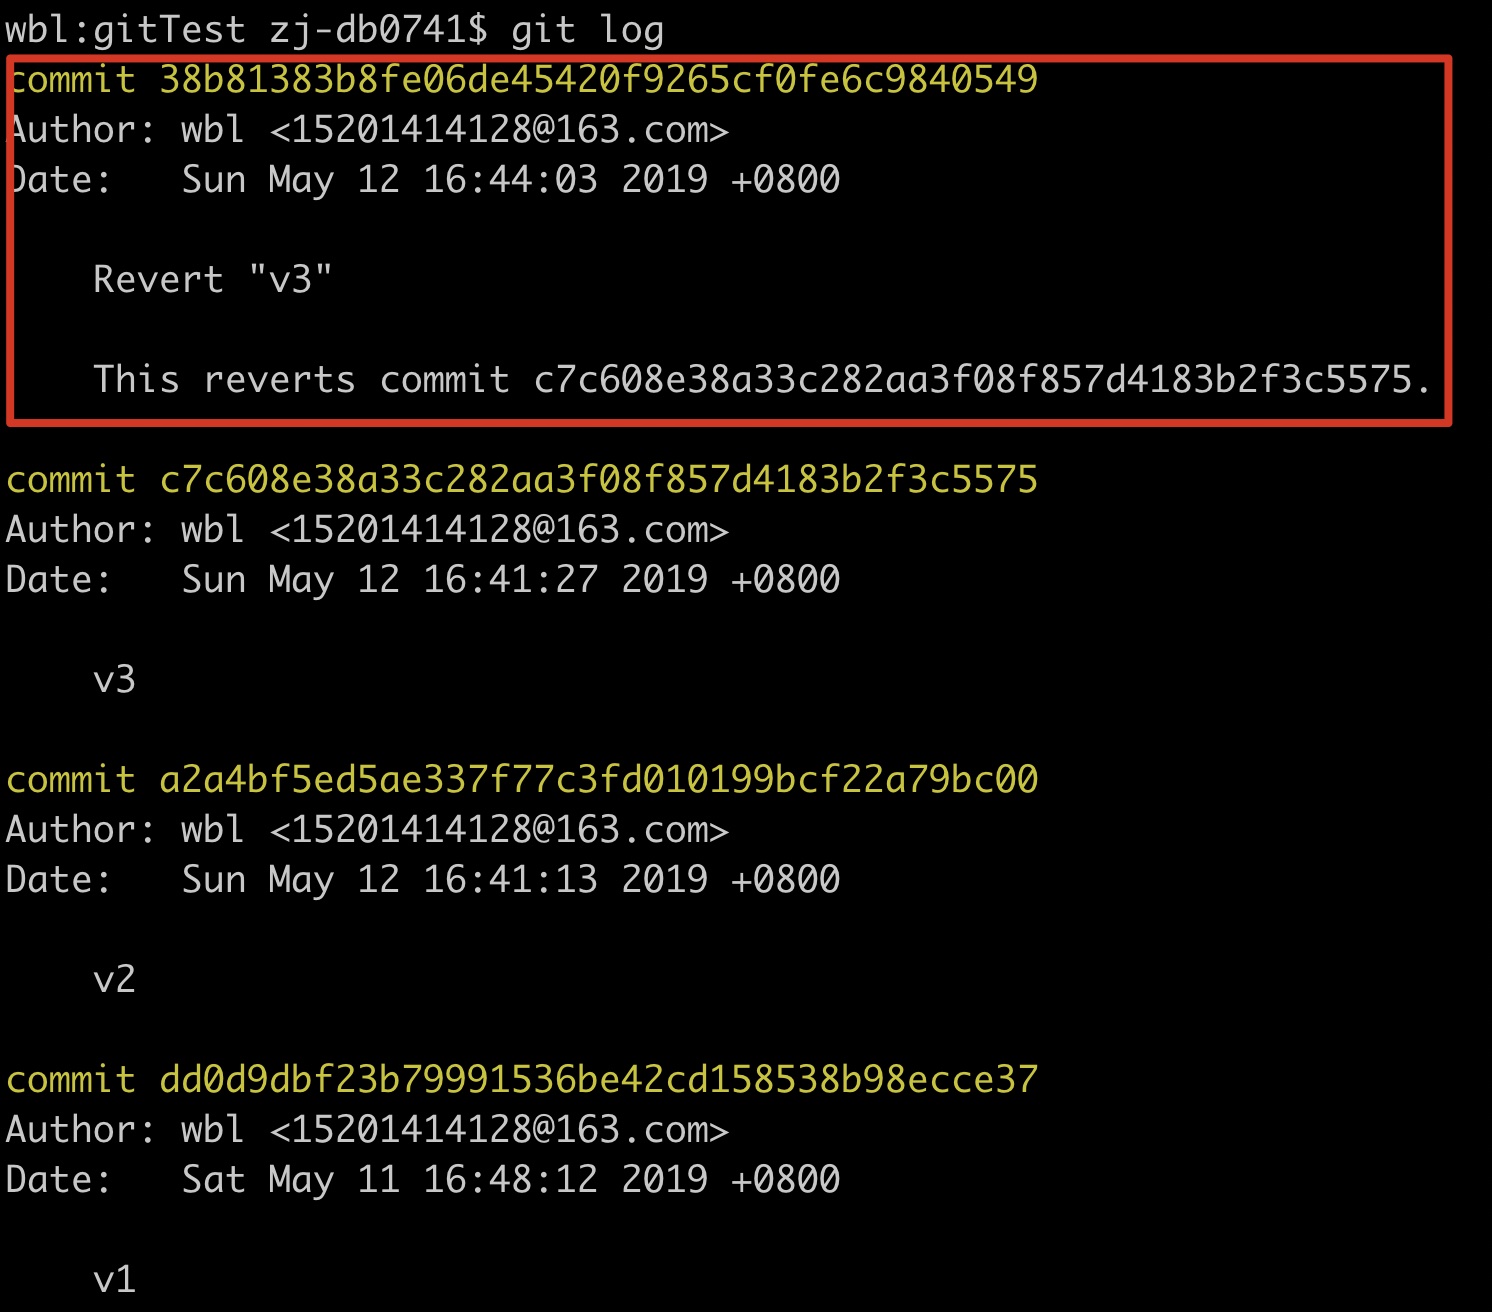 wbl:gitTest zj-db0741$ git log
commit 38b81383b8fe06de45420f9265cf0fe6c9840549
Author: wbl <15201414128@163.com>
Date:   Sun May 12 16:44:03 2019 +0800
    Revert "v3"
    This reverts commit c7c608e38a33c282aa3f08f857d4183b2f3c5575.
commit c7c608e38a33c282aa3f08f857d4183b2f3c5575
Author: wbl <15201414128@163.com>
Date:   Sun May 12 16:41:27 2019 +0800
    v3
commit a2a4bf5ed5ae337f77c3fd010199bcf22a79bc00
Author: wbl <15201414128@163.com>
Date:   Sun May 12 16:41:13 2019 +0800
    v2
commit dd0d9dbf23b79991536be42cd158538b98ecce37
Author: wbl <15201414128@163.com>
Date:   Sat May 11 16:48:12 2019 +0800
    v1